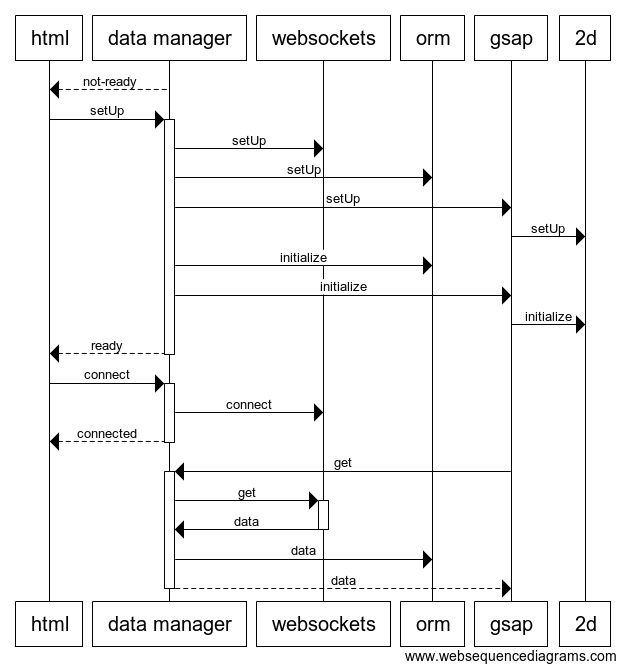 html data manager websockets orm gsap 2d
not-ready
setUp
setUp
setUp
setUp
setUp
initialize
initialize
initialize
ready
connect
connect
connected
get
get
data
data
data
html data manager websockets orm gsap 2d
www.websequencediagrams.com